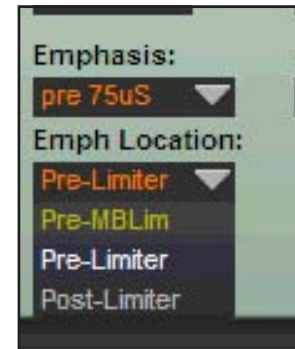 Emphasis:
pre 75uS
Emph Location:
Pre-Limiter
Pre-MBLim
Pre-Limiter
Post-Limiter